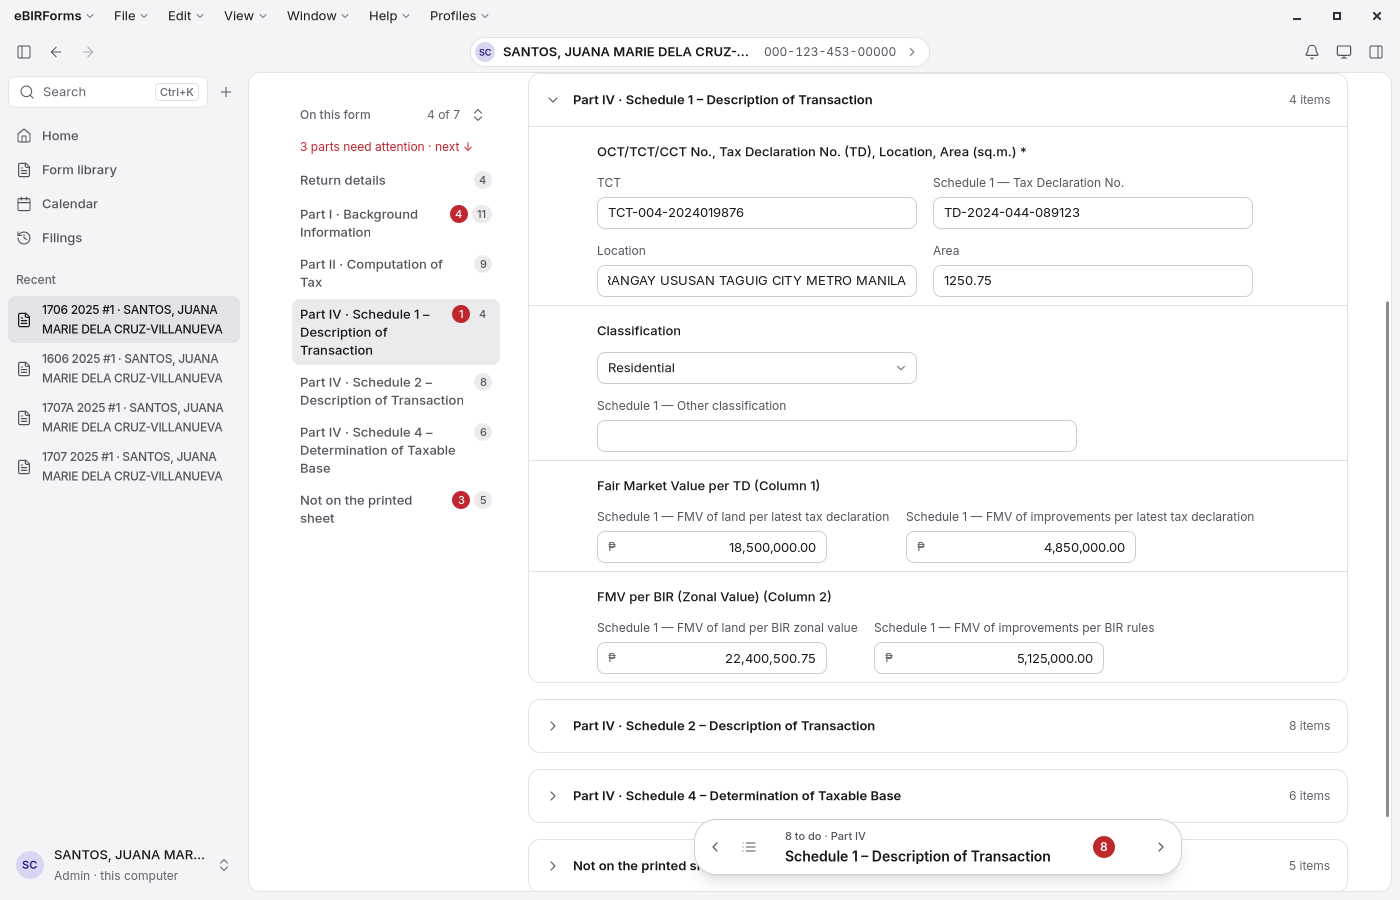 eBIRForms File Edit View Window Help Profiles
SC SANTOS, JUANA MARIE DELA CRUZ-... 000-123-453-00000
Search Ctrl+K
Home
Form library
Calendar
Filings
Recent
1706 2025 #1 · SANTOS, JUANA
MARIE DELA CRUZ-VILLANUEVA
1606 2025 #1 · SANTOS, JUANA
MARIE DELA CRUZ-VILLANUEVA
1707A 2025 #1 · SANTOS, JUANA
MARIE DELA CRUZ-VILLANUEVA
1707 2025 #1 · SANTOS, JUANA
MARIE DELA CRUZ-VILLANUEVA
SC SANTOS, JUANA MAR...
Admin · this computer
On this form 4 of 7
3 parts need attention · next ↓
Return details 4
Part I · Background 4 11
Information
Part II · Computation of 9
Tax
Part IV · Schedule 1 – 1 4
Description of
Transaction
Part IV · Schedule 2 – 8
Description of Transaction
Part IV · Schedule 4 – 6
Determination of Taxable
Base
Not on the printed 3 5
sheet
Part IV · Schedule 1 – Description of Transaction 4 items
OCT/TCT/CCT No., Tax Declaration No. (TD), Location, Area (sq.m.) *
TCT Schedule 1 — Tax Declaration No.
TCT-004-2024019876 TD-2024-044-089123
Location Area
RANGAY USUSAN TAGUIG CITY METRO MANILA 1250.75
Classification
Residential
Schedule 1 — Other classification
Fair Market Value per TD (Column 1)
Schedule 1 — FMV of land per latest tax declaration Schedule 1 — FMV of improvements per latest tax declaration
₱ 18,500,000.00 ₱ 4,850,000.00
FMV per BIR (Zonal Value) (Column 2)
Schedule 1 — FMV of land per BIR zonal value Schedule 1 — FMV of improvements per BIR rules
₱ 22,400,500.75 ₱ 5,125,000.00
Part IV · Schedule 2 – Description of Transaction 8 items
Part IV · Schedule 4 – Determination of Taxable Base 6 items
Not on the printed 5 items
8 to do · Part IV
Schedule 1 – Description of Transaction 8